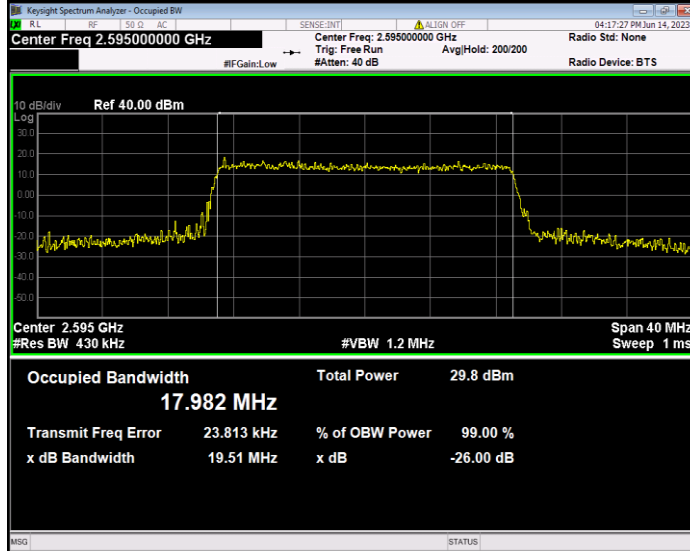 Keysight Spectrum Analyzer - Occupied BW
RL RF 50 Ω AC SENSE:INT ALIGN OFF 04:17:27 PM Jun 14, 2023
Center Freq 2.595000000 GHz
Center Freq: 2.595000000 GHz Radio Std: None
Trig: Free Run Avg|Hold: 200/200
#IFGain:Low #Atten: 40 dB Radio Device: BTS
10 dB/div Ref 40.00 dBm
Log
30.0
20.0
10.0
0.00
-10.0
-20.0
-30.0
-40.0
-50.0
Center 2.595 GHz Span 40 MHz
#Res BW 430 kHz #VBW 1.2 MHz Sweep 1 ms
Occupied Bandwidth Total Power 29.8 dBm
17.982 MHz
Transmit Freq Error 23.813 kHz % of OBW Power 99.00 %
x dB Bandwidth 19.51 MHz x dB -26.00 dB
MSG STATUS